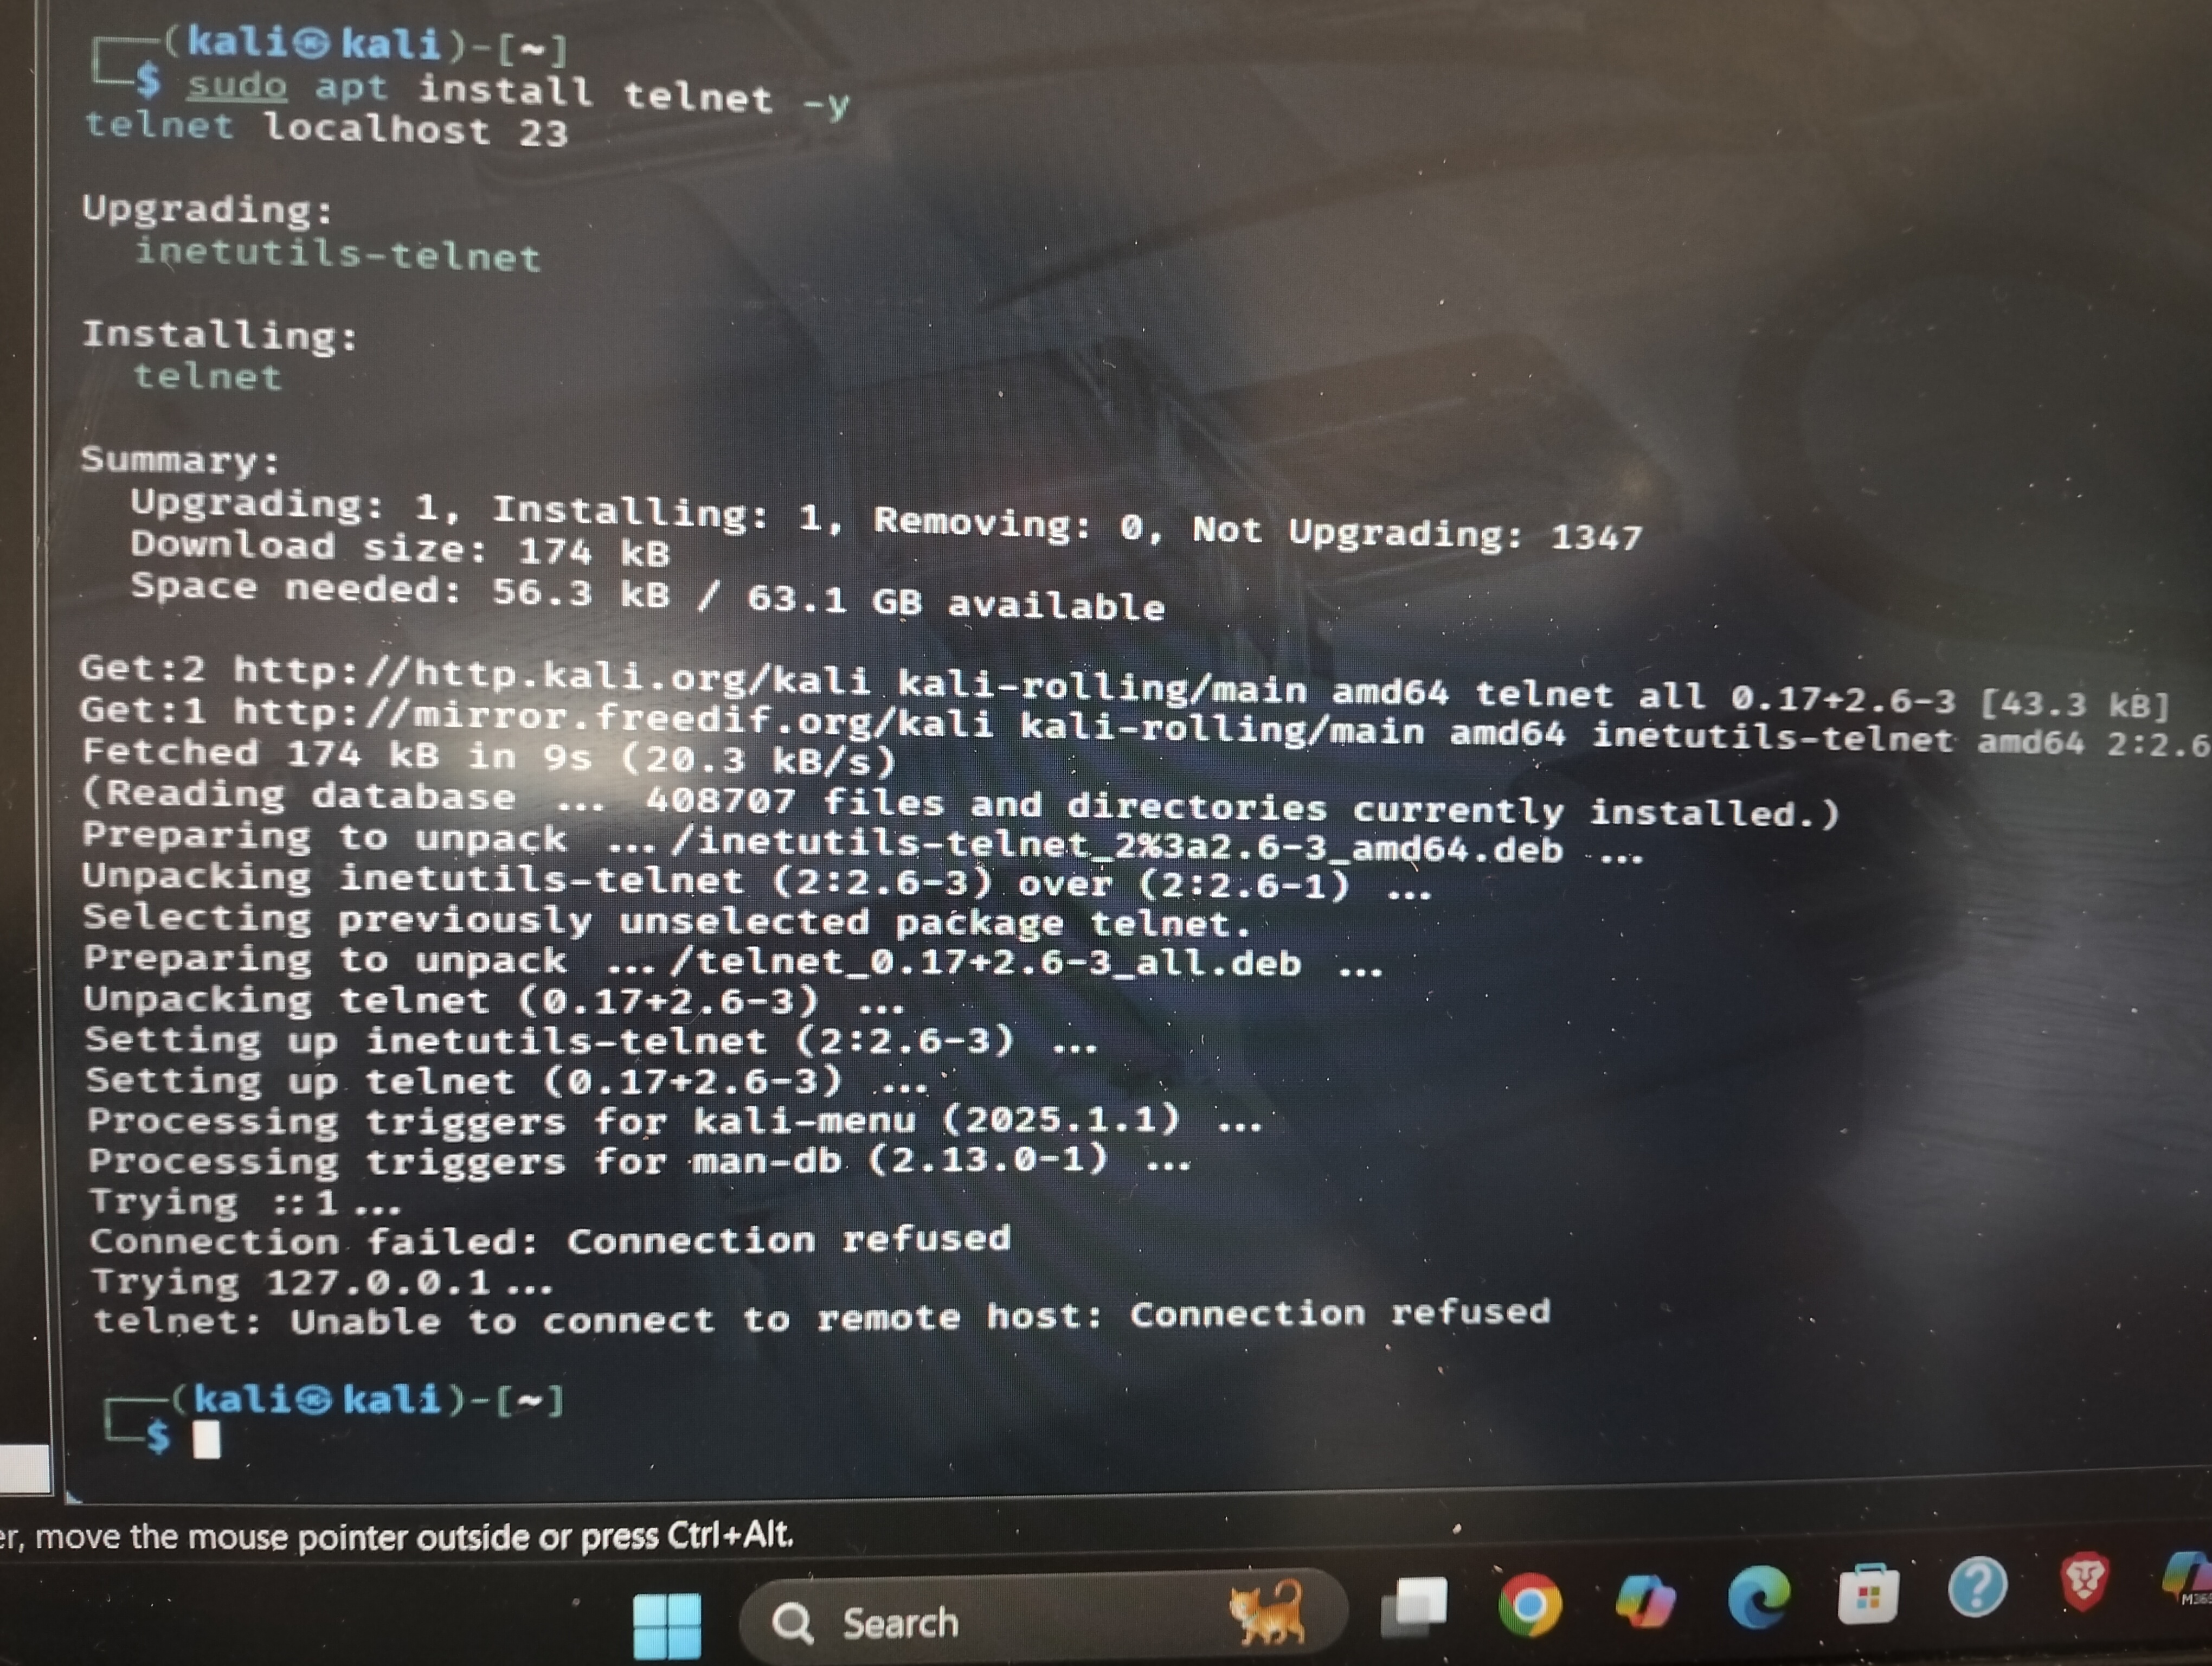 (kali㉿kali)-[~]
$ sudo apt install telnet -y
telnet localhost 23
Upgrading:
inetutils-telnet
Installing:
telnet
Summary:
Upgrading: 1, Installing: 1, Removing: 0, Not Upgrading: 1347
Download size: 174 kB
Space needed: 56.3 kB / 63.1 GB available
Get:2 http://http.kali.org/kali kali-rolling/main amd64 telnet all 0.17+2.6-3 [43.3 kB]
Get:1 http://mirror.freedif.org/kali kali-rolling/main amd64 inetutils-telnet amd64 2:2.6
Fetched 174 kB in 9s (20.3 kB/s)
(Reading database ... 408707 files and directories currently installed.)
Preparing to unpack .../inetutils-telnet_2%3a2.6-3_amd64.deb ...
Unpacking inetutils-telnet (2:2.6-3) over (2:2.6-1) ...
Selecting previously unselected package telnet.
Preparing to unpack .../telnet_0.17+2.6-3_all.deb ...
Unpacking telnet (0.17+2.6-3) ...
Setting up inetutils-telnet (2:2.6-3) ...
Setting up telnet (0.17+2.6-3) ...
Processing triggers for kali-menu (2025.1.1) ...
Processing triggers for man-db (2.13.0-1) ...
Trying ::1...
Connection failed: Connection refused
Trying 127.0.0.1...
telnet: Unable to connect to remote host: Connection refused
(kali㉿kali)-[~]
$
er, move the mouse pointer outside or press Ctrl+Alt.
Search